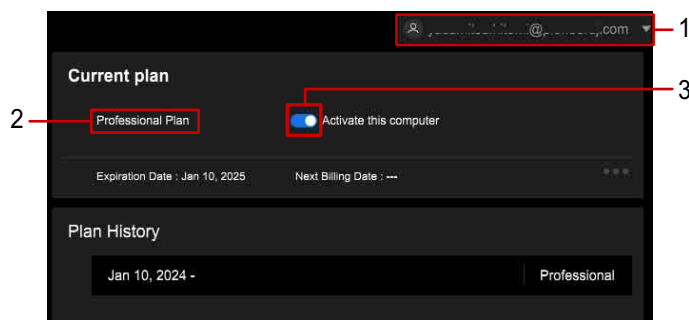 1
Current plan
3
2
Professional Plan
Activate this computer
Expiration Date : Jan 10, 2025
Next Billing Date : ---
Plan History
Jan 10, 2024 -
Professional